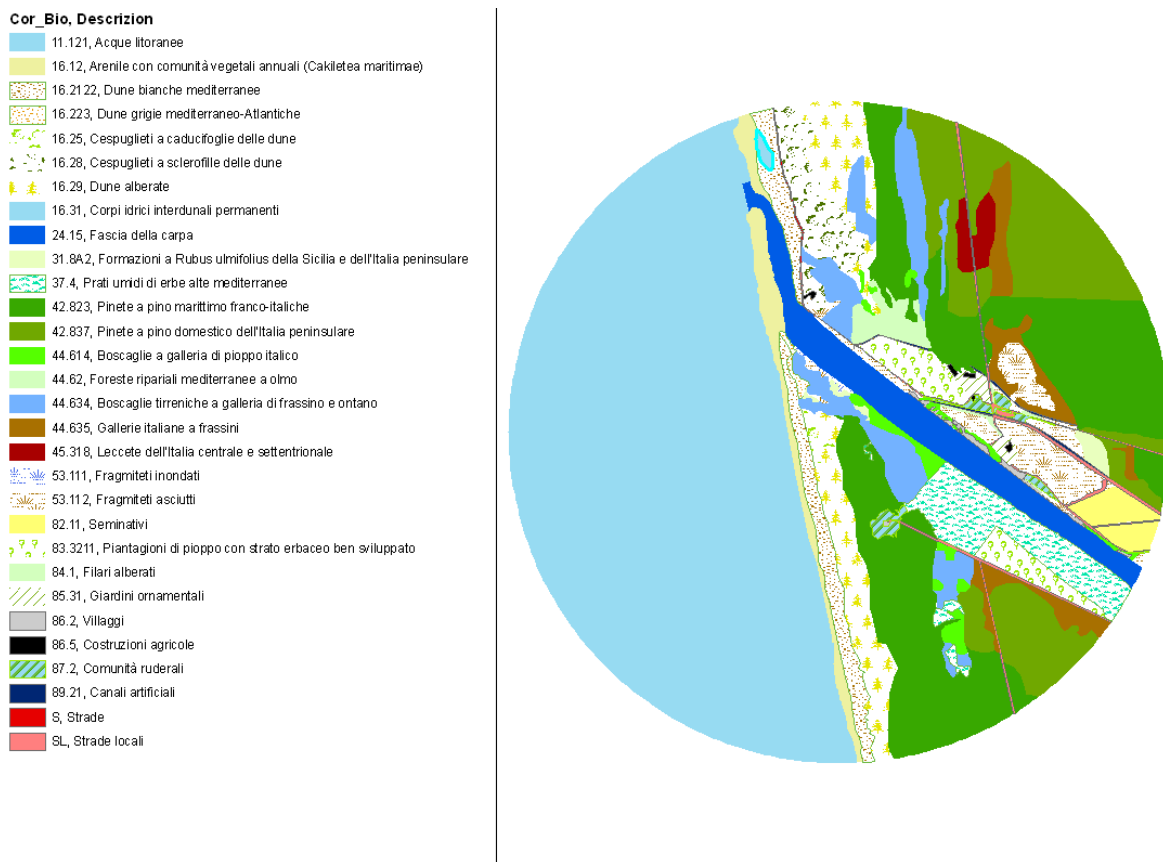 Cor_Bio, Descrizion
11.121, Acque litoranee
16.12, Arenile con comunità vegetali annuali (Cakiletea maritimae)
16.2122, Dune bianche mediterranee
16.223, Dune grigie mediterraneo-Atlantiche
16.25, Cespuglieti a caducifoglie delle dune
16.28, Cespuglieti a sclerofille delle dune
16.29, Dune alberate
16.31, Corpi idrici interdunali permanenti
24.15, Fascia della carpa
31.8A2, Formazioni a Rubus ulmifolius della Sicilia e dell'Italia peninsulare
37.4, Prati umidi di erbe alte mediterranee
42.823, Pinete a pino marittimo franco-italiche
42.837, Pinete a pino domestico dell'Italia peninsulare
44.614, Boscaglie a galleria di pioppo italico
44.62, Foreste ripariali mediterranee a olmo
44.634, Boscaglie tirreniche a galleria di frassino e ontano
44.635, Gallerie italiane a frassini
45.318, Leccete dell'Italia centrale e settentrionale
53.111, Fragmiteti inondati
53.112, Fragmiteti asciutti
82.11, Seminativi
83.3211, Piantagioni di pioppo con strato erbaceo ben sviluppato
84.1, Filari alberati
85.31, Giardini ornamentali
86.2, Villaggi
86.5, Costruzioni agricole
87.2, Comunità ruderali
89.21, Canali artificiali
S, Strade
SL, Strade locali